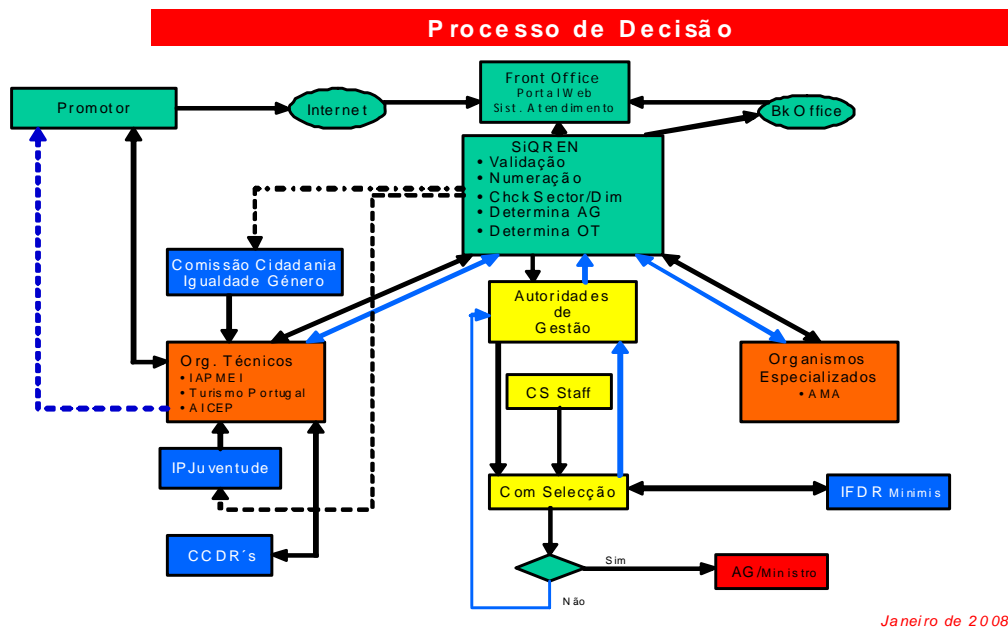 Processo de Decisão
Promotor
Internet
Front Office
Portal Web
Sist. Atendimento
BkOffice
SiQREN
• Validação
• Numeração
• Chck Sector/Dim
• Determina AG
• Determina OT
Comissão Cidadania
Igualdade Género
Autoridades
de
Gestão
Org. Técnicos
• IAPMEI
• Turismo Portugal
• AICEP
Organismos
Especializados
• AMA
CS Staff
IPJuventude
Com Selecção
IFDR Minimis
CCDR´s
Sim
AG/Ministro
Não
Janeiro de 2008